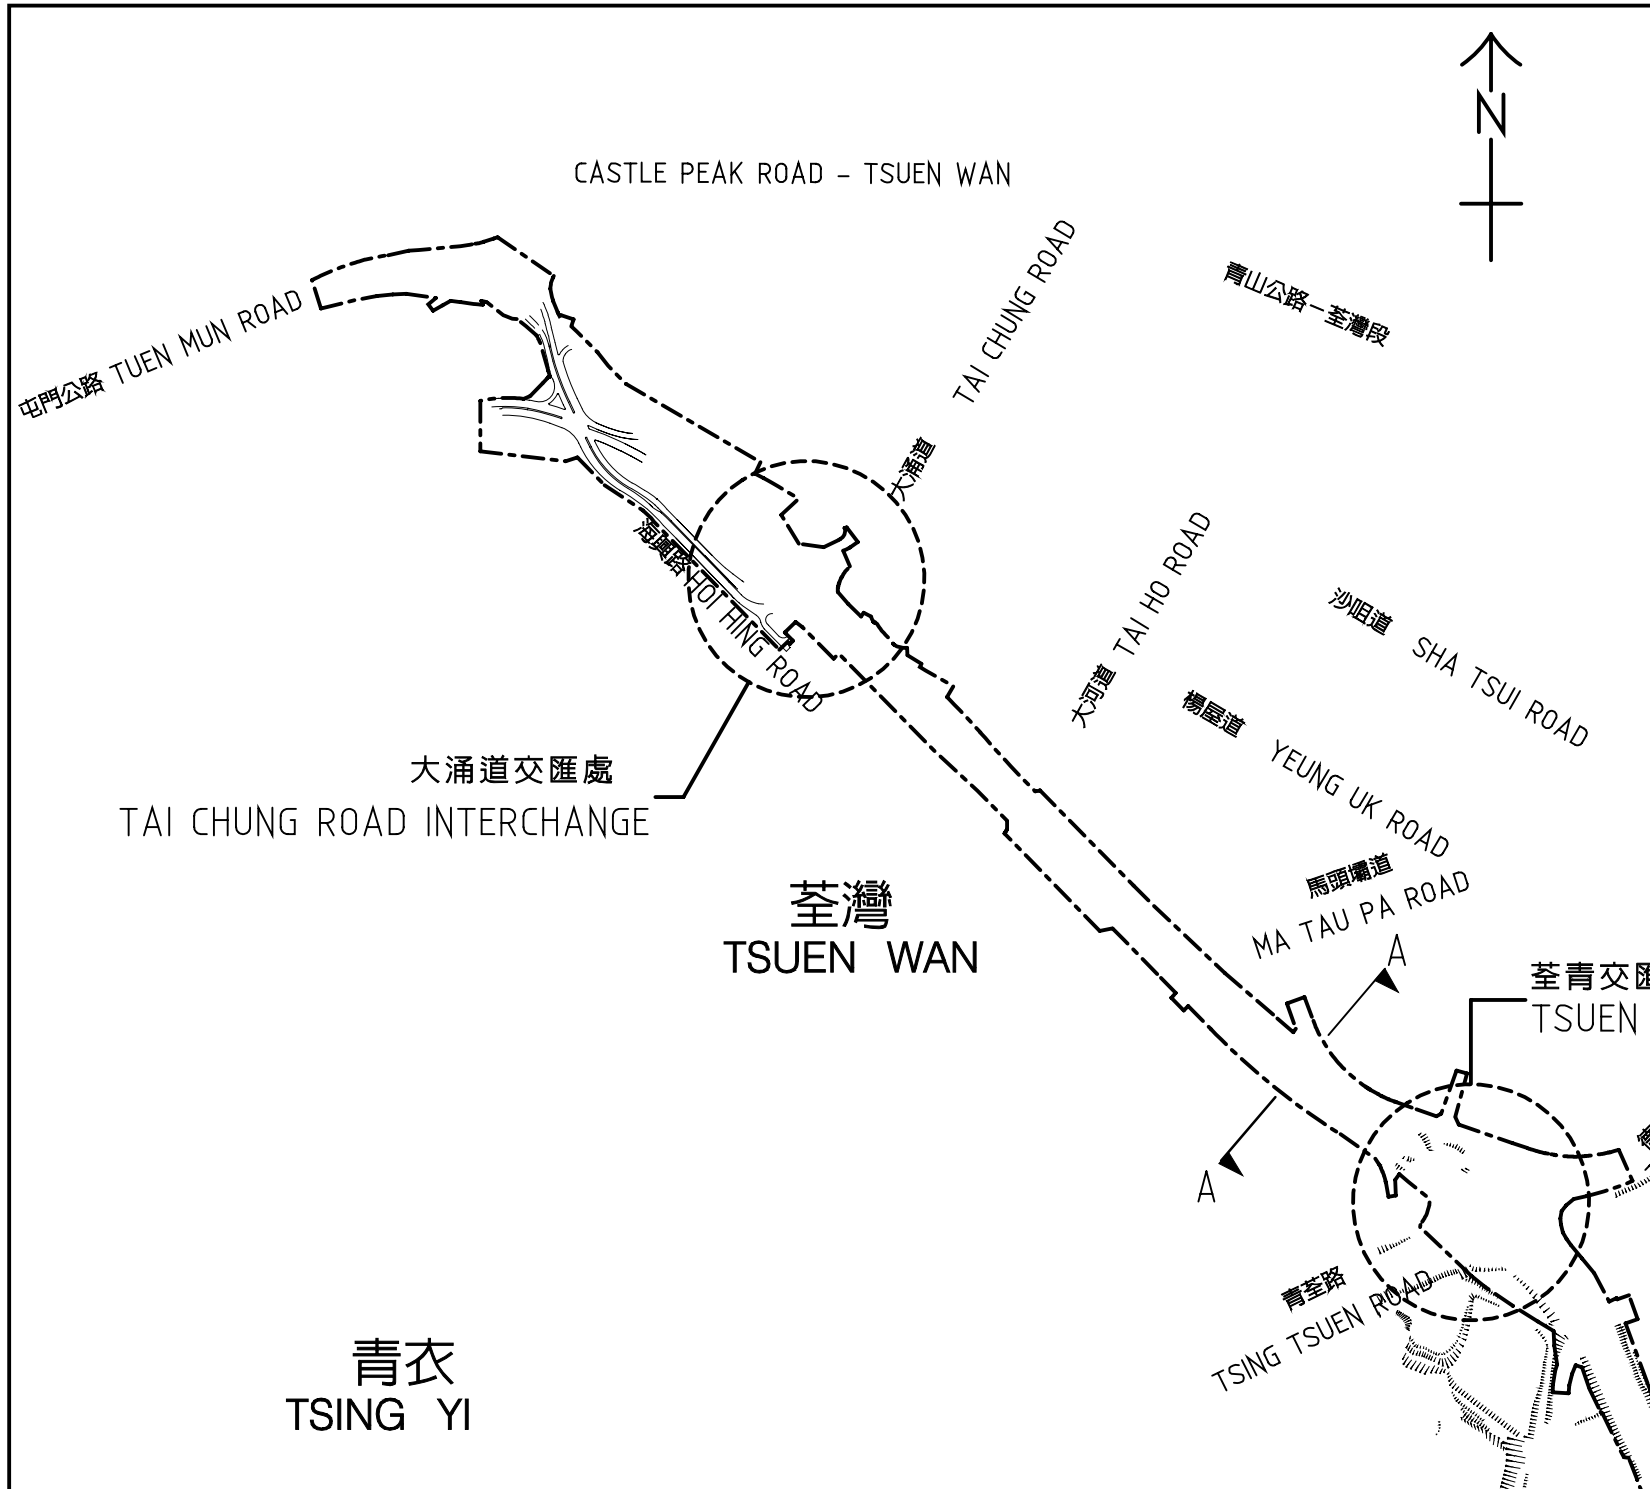 N
CASTLE PEAK ROAD - TSUEN WAN
青山公路－荃灣段
屯門公路 TUEN MUN ROAD
大涌道 TAI CHUNG ROAD
海興路 HOI HING ROAD
大河道 TAI HO ROAD
沙咀道 SHA TSUI ROAD
楊屋道 YEUNG UK ROAD
大涌道交匯處
TAI CHUNG ROAD INTERCHANGE
馬頭壩道
MA TAU PA ROAD
荃灣
TSUEN WAN
A
荃青交匯
TSUEN
A
青荃路
TSING TSUEN ROAD
青衣
TSING YI